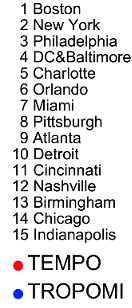 1 Boston
2 New York
3 Philadelphia
4 DC&Baltimore
5 Charlotte
6 Orlando
7 Miami
8 Pittsburgh
9 Atlanta
10 Detroit
11 Cincinnati
12 Nashville
13 Birmingham
14 Chicago
15 Indianapolis
TEMPO
TROPOMI